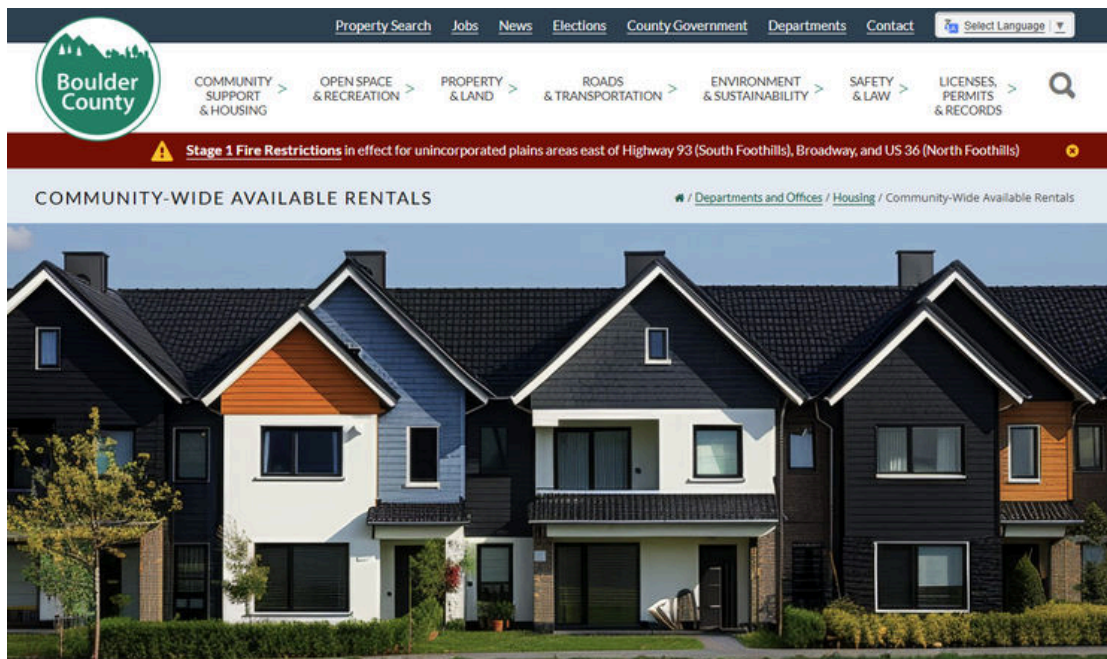 Property Search Jobs News Elections County Government Departments Contact Select Language ▼
Boulder
County
COMMUNITY
SUPPORT
& HOUSING >
OPEN SPACE
& RECREATION >
PROPERTY
& LAND >
ROADS
& TRANSPORTATION >
ENVIRONMENT
& SUSTAINABILITY >
SAFETY
& LAW >
LICENSES,
PERMITS
& RECORDS >
Stage 1 Fire Restrictions in effect for unincorporated plains areas east of Highway 93 (South Foothills), Broadway, and US 36 (North Foothills)
COMMUNITY-WIDE AVAILABLE RENTALS
/ Departments and Offices / Housing / Community-Wide Available Rentals